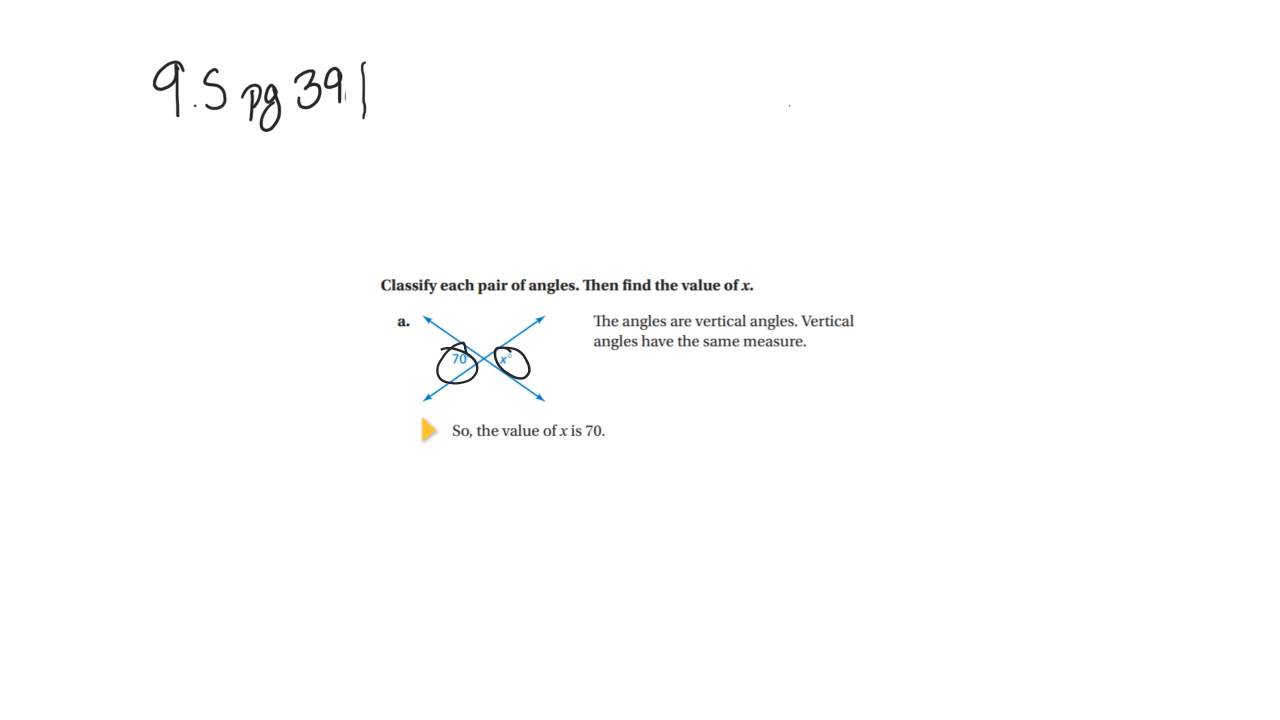 9.5 pg 391
Classify each pair of angles. Then find the value of x.
a.
70
x°
The angles are vertical angles. Vertical
angles have the same measure.
So, the value of x is 70.